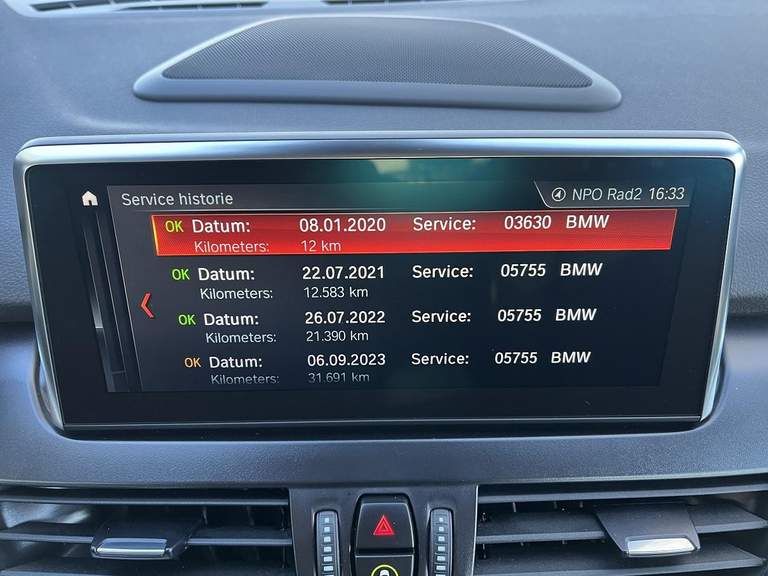 Service historie NPO Rad2 16:33
OK Datum: 08.01.2020 Service: 03630 BMW
Kilometers: 12 km
OK Datum: 22.07.2021 Service: 05755 BMW
Kilometers: 12.583 km
OK Datum: 26.07.2022 Service: 05755 BMW
Kilometers: 21.390 km
OK Datum: 06.09.2023 Service: 05755 BMW
Kilometers: 31.691 km